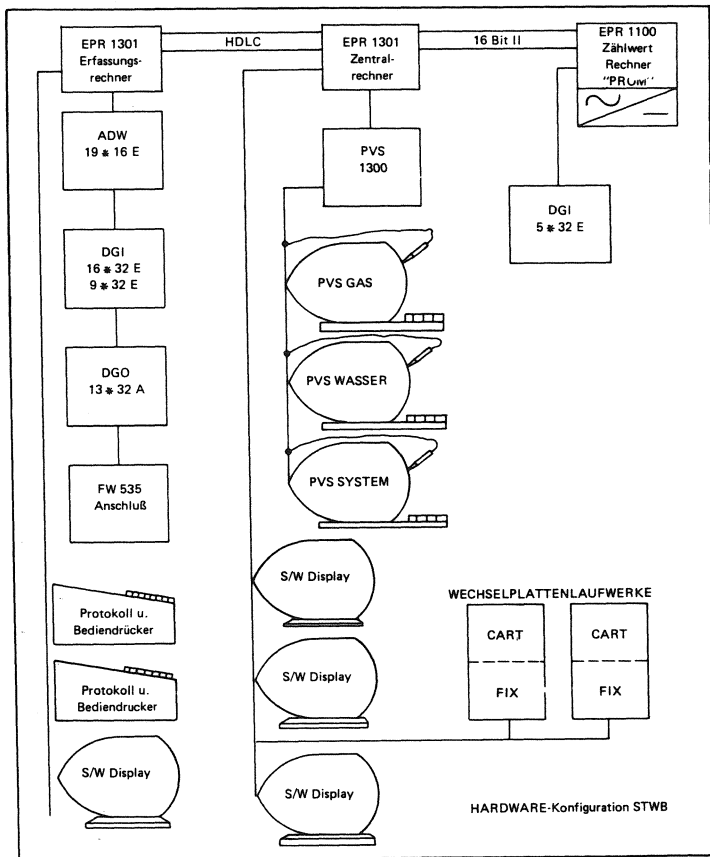 EPR 1301
Erfassungs-
rechner
HDLC
EPR 1301
Zentral-
rechner
16 Bit II
EPR 1100
Zählwert
Rechner
"PROM"
ADW
19 * 16 E
PVS
1300
DGI
5 * 32 E
DGI
16 * 32 E
9 * 32 E
PVS GAS
DGO
13 * 32 A
PVS WASSER
FW 535
Anschluß
PVS SYSTEM
S/W Display
WECHSELPLATTENLAUFWERKE
Protokoll u.
Bediendrücker
CART
FIX
CART
FIX
S/W Display
Protokoll u.
Bediendrucker
S/W Display
S/W Display
HARDWARE-Konfiguration STWB